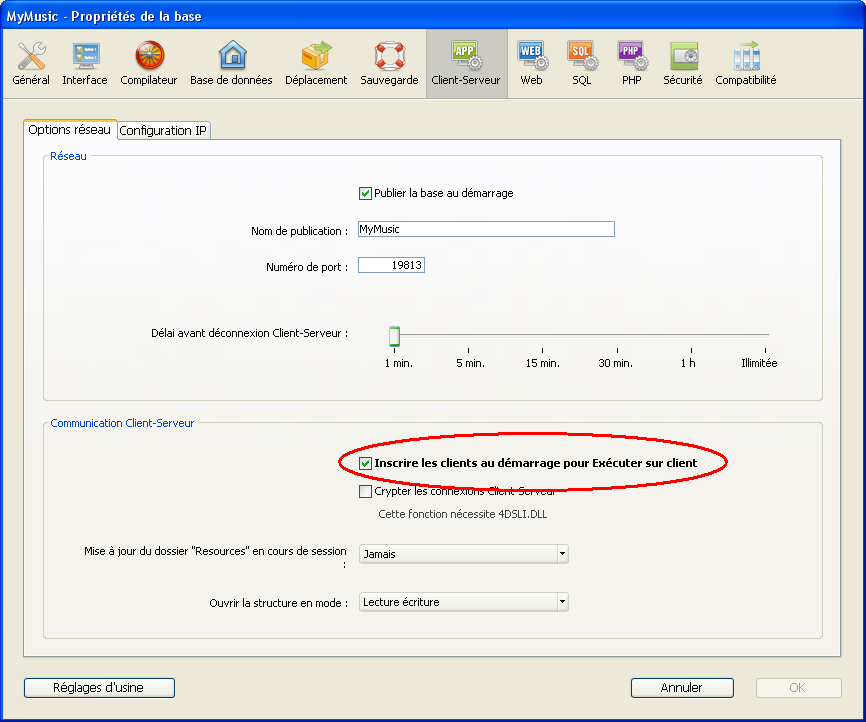 MyMusic - Propriétés de la base
Général Interface Compilateur Base de données Déplacement Sauvegarde Client-Serveur Web SQL PHP Sécurité Compatibilité
APP WEB SQL PHP
Options réseau Configuration IP
Réseau
Publier la base au démarrage
Nom de publication : MyMusic
Numéro de port : 19813
Délai avant déconnexion Client-Serveur :
1 min. 5 min. 15 min. 30 min. 1 h Illimitée
Communication Client-Serveur
Inscrire les clients au démarrage pour Exécuter sur client
Crypter les connexions Client-Serveur
Cette fonction nécessite 4DSLI.DLL
Mise à jour du dossier "Resources" en cours de session
: Jamais
Ouvrir la structure en mode : Lecture écriture
Réglages d'usine Annuler OK